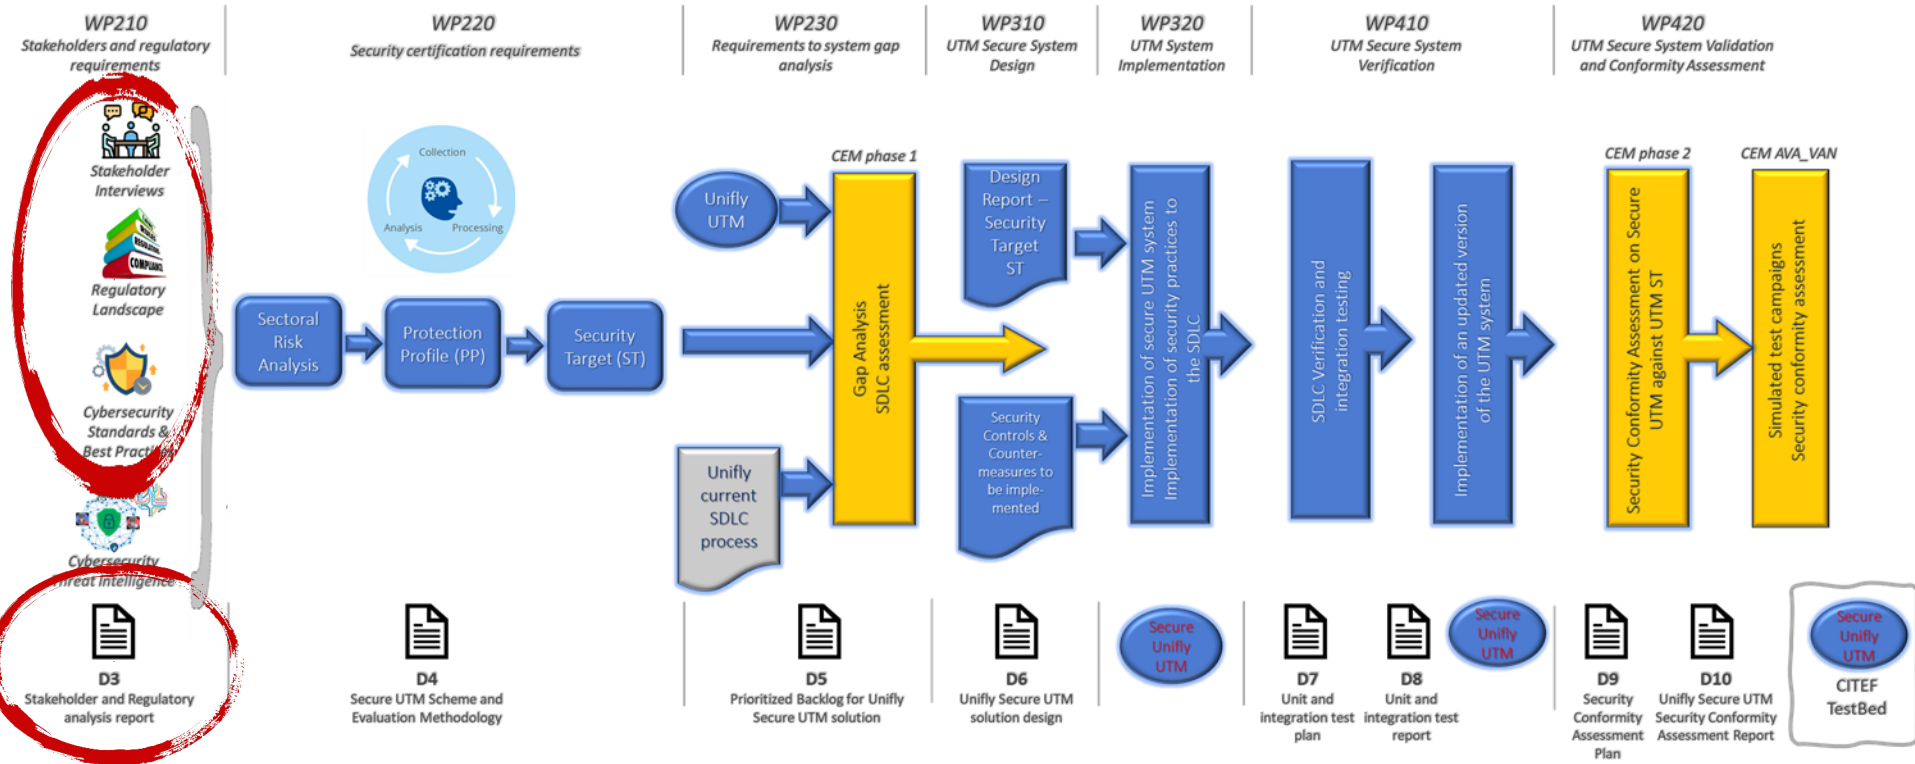 WP210
Stakeholders and regulatory
requirements
WP220
Security certification requirements
WP230
Requirements to system gap
analysis
WP310
UTM Secure System
Design
WP320
UTM System
Implementation
WP410
UTM Secure System
Verification
WP420
UTM Secure System Validation
and Conformity Assessment
Stakeholder
Interviews
REGULATIONS
COMPLIANCE
Regulatory
Landscape
Cybersecurity
Standards &
Best Practices
Cybersecurity
Threat Intelligence
Collection
Analysis
Processing
Sectoral
Risk
Analysis
Protection
Profile (PP)
Security
Target (ST)
Unifly
UTM
Unifly
current
SDLC
process
CEM phase 1
Gap Analysis
SDLC assessment
Design
Report –
Security
Target
ST
Security
Controls &
Counter-
measures to
be imple-
mented
Implementation of secure UTM system
Implementation of security practices to
the SDLC
SDLC Verification and
integration testing
Implementation of an updated version
of the UTM system
CEM phase 2
Security Conformity Assessment on Secure
UTM against UTM ST
CEM AVA_VAN
Simulated test campaigns
Security conformity assessment
D3
Stakeholder and Regulatory
analysis report
D4
Secure UTM Scheme and
Evaluation Methodology
D5
Prioritized Backlog for Unifly
Secure UTM solution
D6
Unifly Secure UTM
solution design
Secure
Unifly
UTM
D7
Unit and
integration test
plan
D8
Unit and
integration test
report
Secure
Unifly
UTM
D9
Security
Conformity
Assessment
Plan
D10
Unifly Secure UTM
Security Conformity
Assessment Report
Secure
Unifly
UTM
CITEF
TestBed